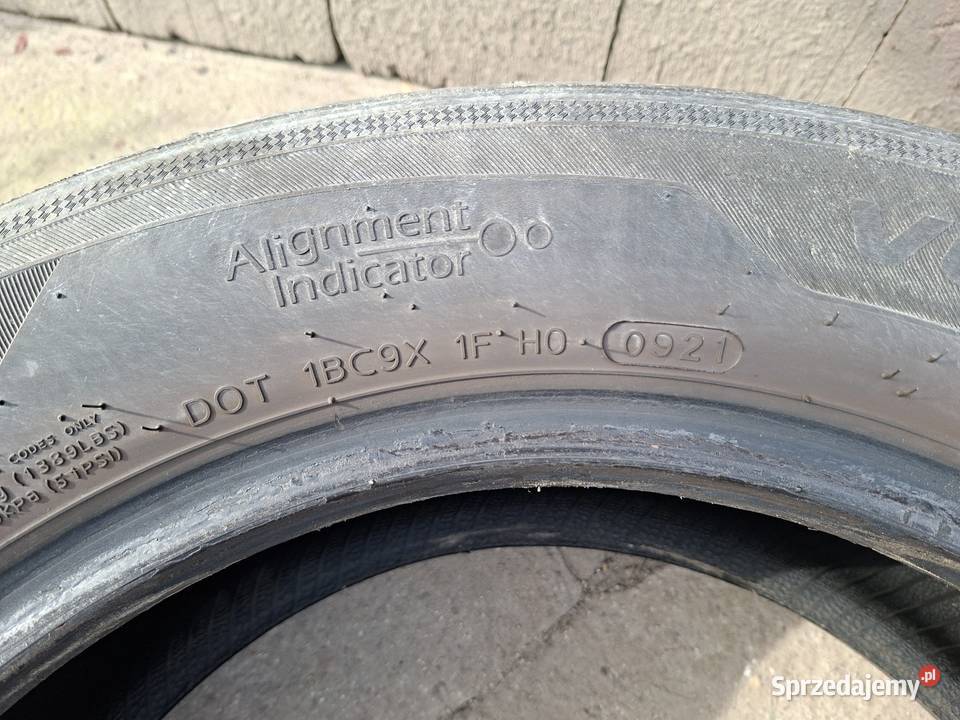 Alignment
Indicator
DOT 1BC9X 1F H0 0921
CODES ONLY
(1389LBS)
KPa (51PSI)
Sprzedajemy.pl